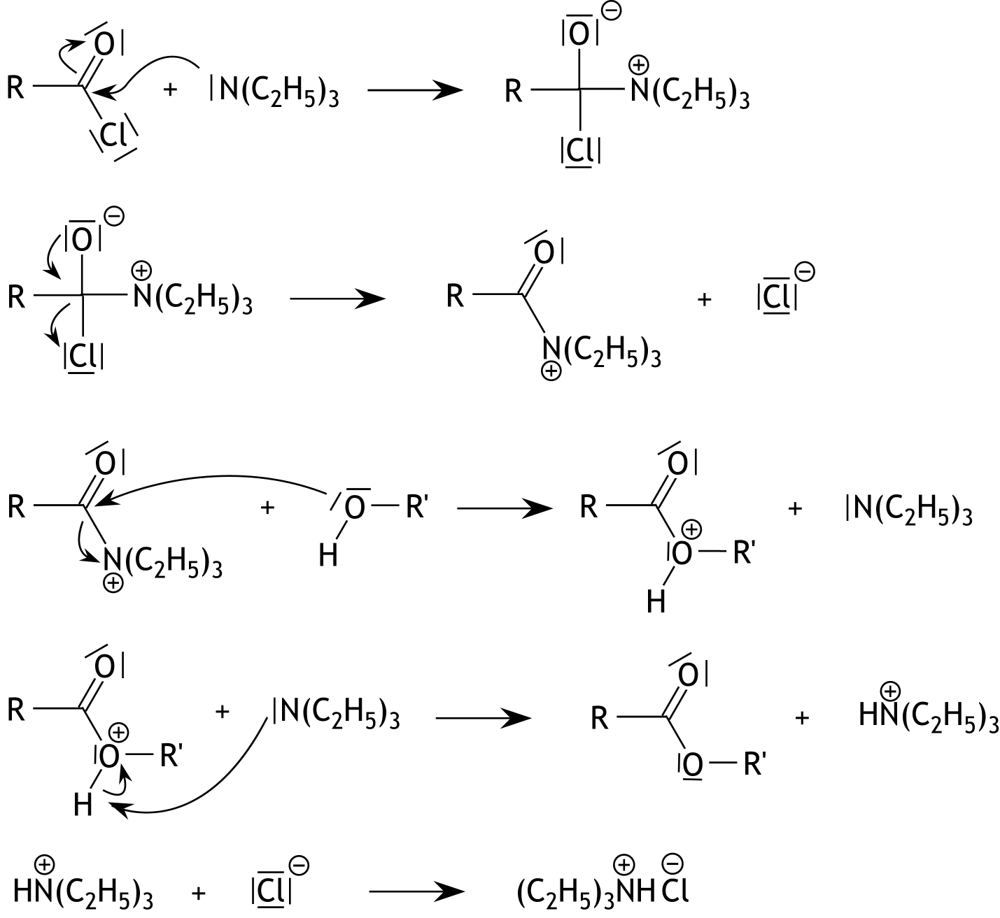 R O Cl + N(C₂H₅)₃ R O⊖ Cl N⊕(C₂H₅)₃
R O⊖ Cl N⊕(C₂H₅)₃ R O N⊕(C₂H₅)₃ + Cl⊖
R O N⊕(C₂H₅)₃ + O H R' R O⊕ O H R' + N(C₂H₅)₃
R O O⊕ H R' + N(C₂H₅)₃ R O O R' + HN⊕(C₂H₅)₃
HN⊕(C₂H₅)₃ + Cl⊖ (C₂H₅)₃N⊕H Cl⊖